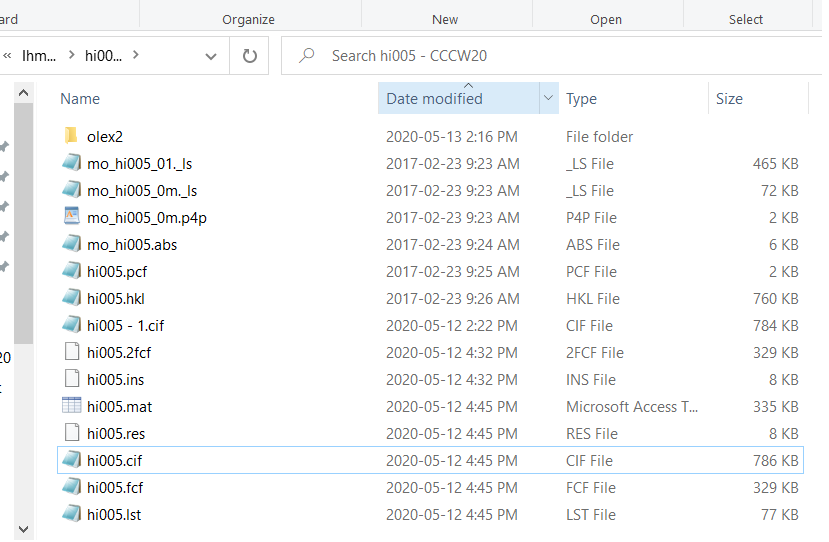 ard Organize New Open Select
« lhm... > hi00... > Search hi005 - CCCW20
Name Date modified Type Size
olex2 2020-05-13 2:16 PM File folder
mo_hi005_01._ls 2017-02-23 9:23 AM _LS File 465 KB
mo_hi005_0m._ls 2017-02-23 9:23 AM _LS File 72 KB
mo_hi005_0m.p4p 2017-02-23 9:23 AM P4P File 2 KB
mo_hi005.abs 2017-02-23 9:24 AM ABS File 6 KB
hi005.pcf 2017-02-23 9:25 AM PCF File 2 KB
hi005.hkl 2017-02-23 9:26 AM HKL File 760 KB
hi005 - 1.cif 2020-05-12 2:22 PM CIF File 784 KB
20 hi005.2fcf 2020-05-12 4:32 PM 2FCF File 329 KB
hi005.ins 2020-05-12 4:32 PM INS File 8 KB
hi005.mat 2020-05-12 4:45 PM Microsoft Access T... 335 KB
hi005.res 2020-05-12 4:45 PM RES File 8 KB
hi005.cif 2020-05-12 4:45 PM CIF File 786 KB
hi005.fcf 2020-05-12 4:45 PM FCF File 329 KB
hi005.lst 2020-05-12 4:45 PM LST File 77 KB